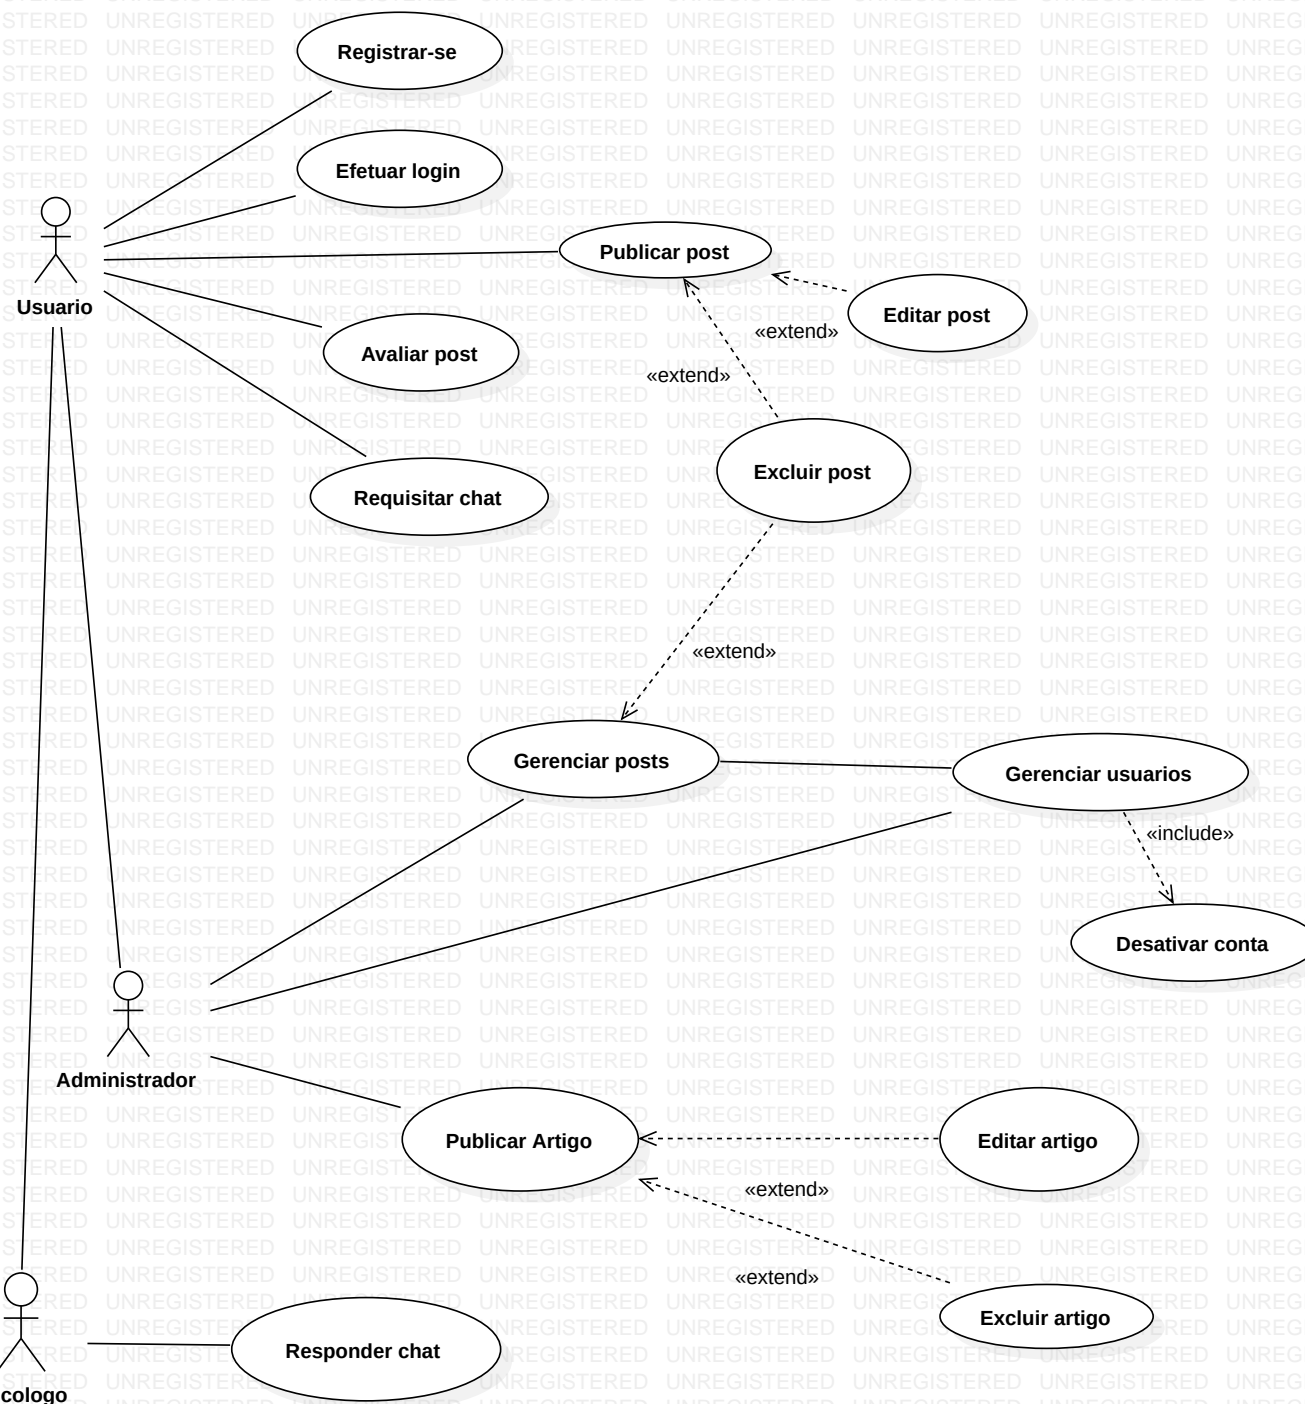 Registrar-se
Efetuar login
Publicar post
Usuario
Editar post
«extend»
Avaliar post
«extend»
Excluir post
Requisitar chat
«extend»
Gerenciar posts
Gerenciar usuarios
«include»
Desativar conta
Administrador
Publicar Artigo
Editar artigo
«extend»
«extend»
Excluir artigo
Responder chat
cologo
UNREGISTERED